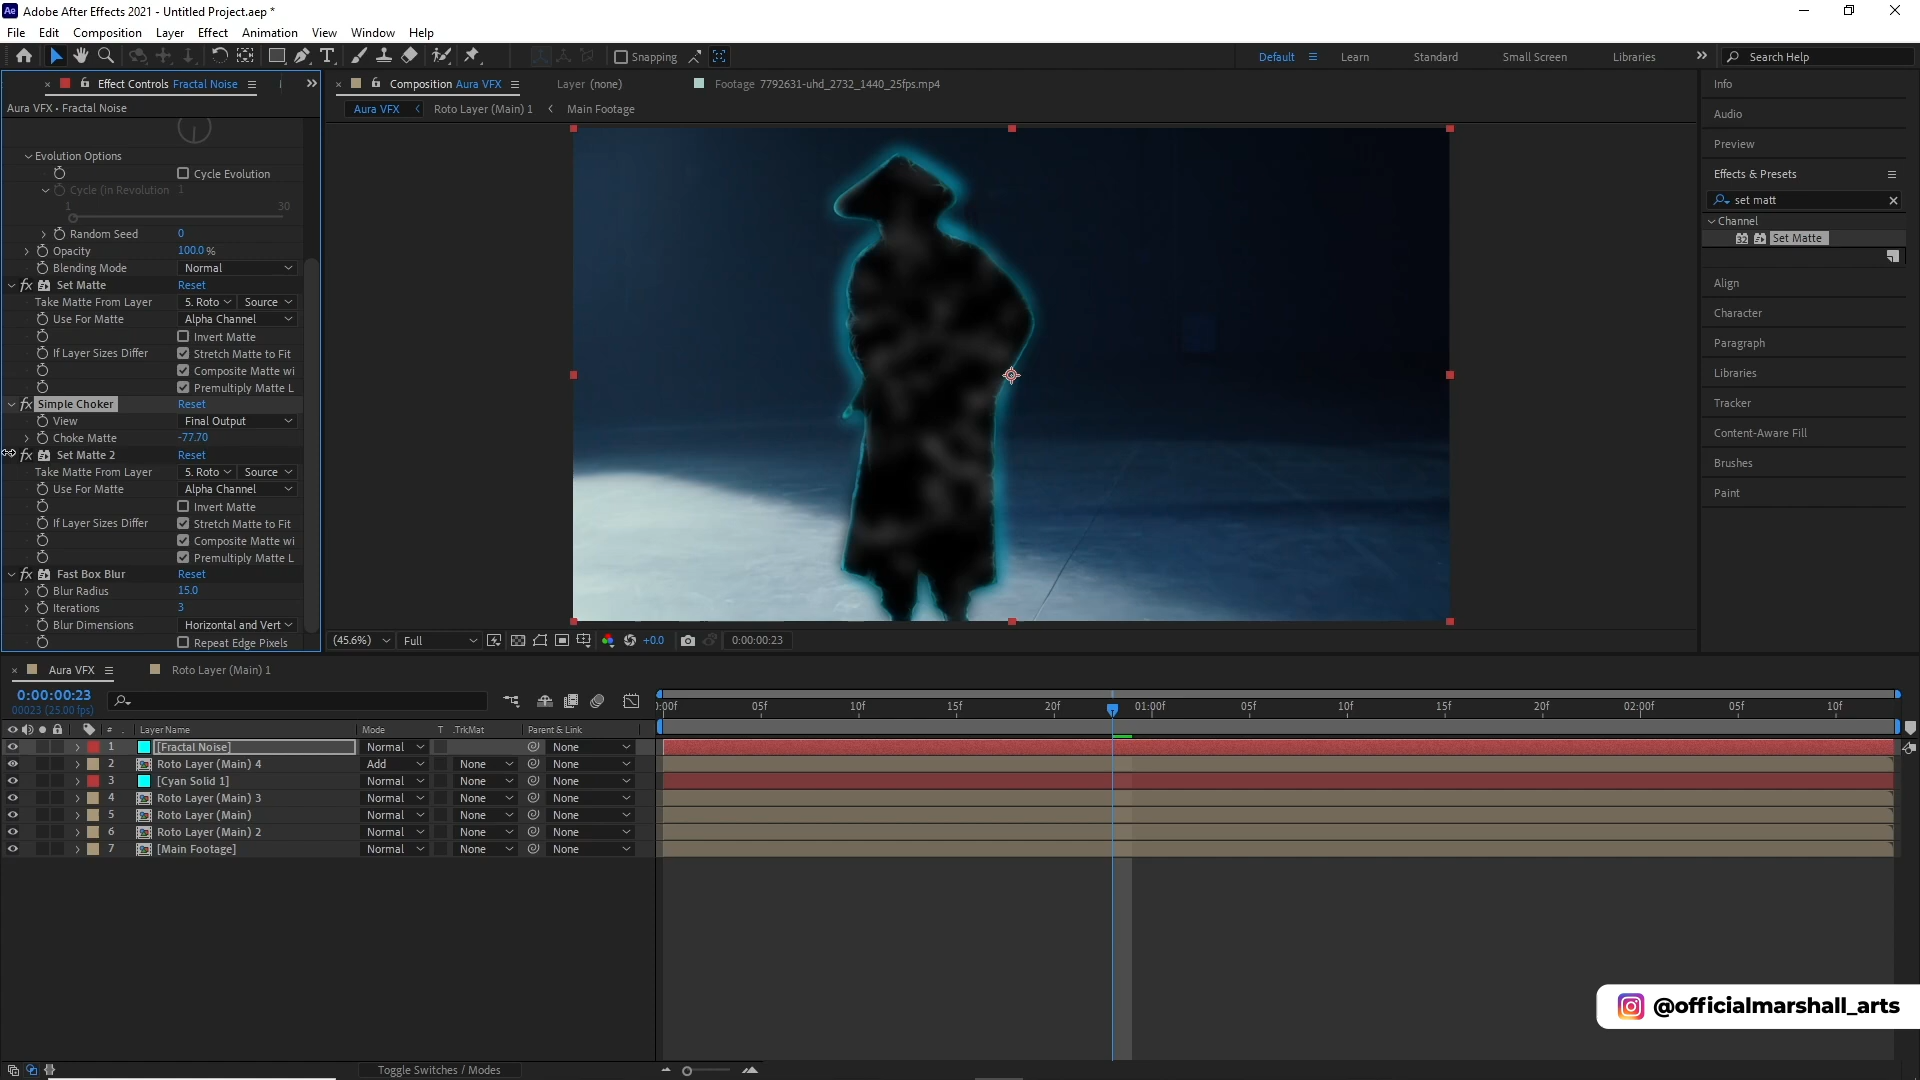 Adobe After Effects 2021 - Untitled Project.aep *
File Edit Composition Layer Effect Animation View Window Help
Snapping
Default Learn Standard Small Screen Libraries Search Help
Effect Controls Fractal Noise
Composition Aura VFX
Layer (none)
Footage 7792631-uhd_2732_1440_25fps.mp4
Aura VFX • Fractal Noise
Aura VFX Roto Layer (Main) 1 Main Footage
Evolution Options
Cycle Evolution
Cycle (in Revolution 1
1 30
Random Seed 0
Opacity 100.0 %
Blending Mode Normal
fx Set Matte Reset
Take Matte From Layer 5. Roto Source
Use For Matte Alpha Channel
Invert Matte
If Layer Sizes Differ Stretch Matte to Fit
Composite Matte wi
Premultiply Matte L
fx Simple Choker Reset
View Final Output
Choke Matte -77.70
fx Set Matte 2 Reset
Take Matte From Layer 5. Roto Source
Use For Matte Alpha Channel
Invert Matte
If Layer Sizes Differ Stretch Matte to Fit
Composite Matte wi
Premultiply Matte L
fx Fast Box Blur Reset
Blur Radius 15.0
Iterations 3
Blur Dimensions Horizontal and Vert
Repeat Edge Pixels
(45.6%) Full +0.0 0:00:00:23
Info
Audio
Preview
Effects & Presets
set matt
Channel
32 Set Matte
Align
Character
Paragraph
Libraries
Tracker
Content-Aware Fill
Brushes
Paint
Aura VFX Roto Layer (Main) 1
0:00:00:23
00023 (25.00 fps)
):00f 05f 10f 15f 20f 01:00f 05f 10f 15f 20f 02:00f 05f 10f
# . Layer Name Mode T .TrkMat Parent & Link
1 [Fractal Noise] Normal None
2 Roto Layer (Main) 4 Add None None
3 [Cyan Solid 1] Normal None None
4 Roto Layer (Main) 3 Normal None None
5 Roto Layer (Main) Normal None None
6 Roto Layer (Main) 2 Normal None None
7 [Main Footage] Normal None None
@officialmarshall_arts
Toggle Switches / Modes